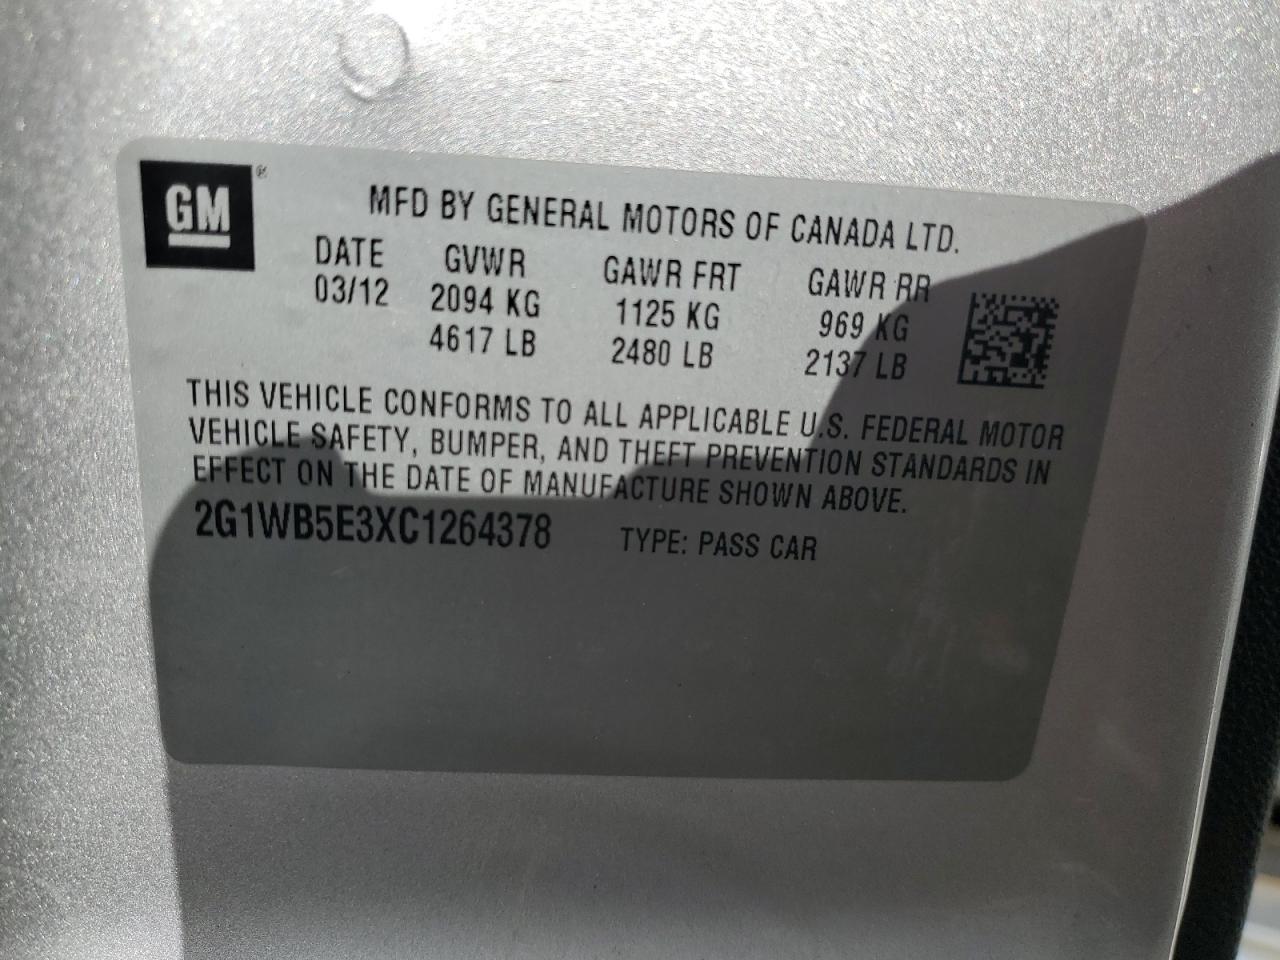 GM ®
MFD BY GENERAL MOTORS OF CANADA LTD.
DATE GVWR GAWR FRT GAWR RR
03/12 2094 KG 1125 KG 969 KG
4617 LB 2480 LB 2137 LB
THIS VEHICLE CONFORMS TO ALL APPLICABLE U.S. FEDERAL MOTOR
VEHICLE SAFETY, BUMPER, AND THEFT PREVENTION STANDARDS IN
EFFECT ON THE DATE OF MANUFACTURE SHOWN ABOVE.
2G1WB5E3XC1264378 TYPE: PASS CAR